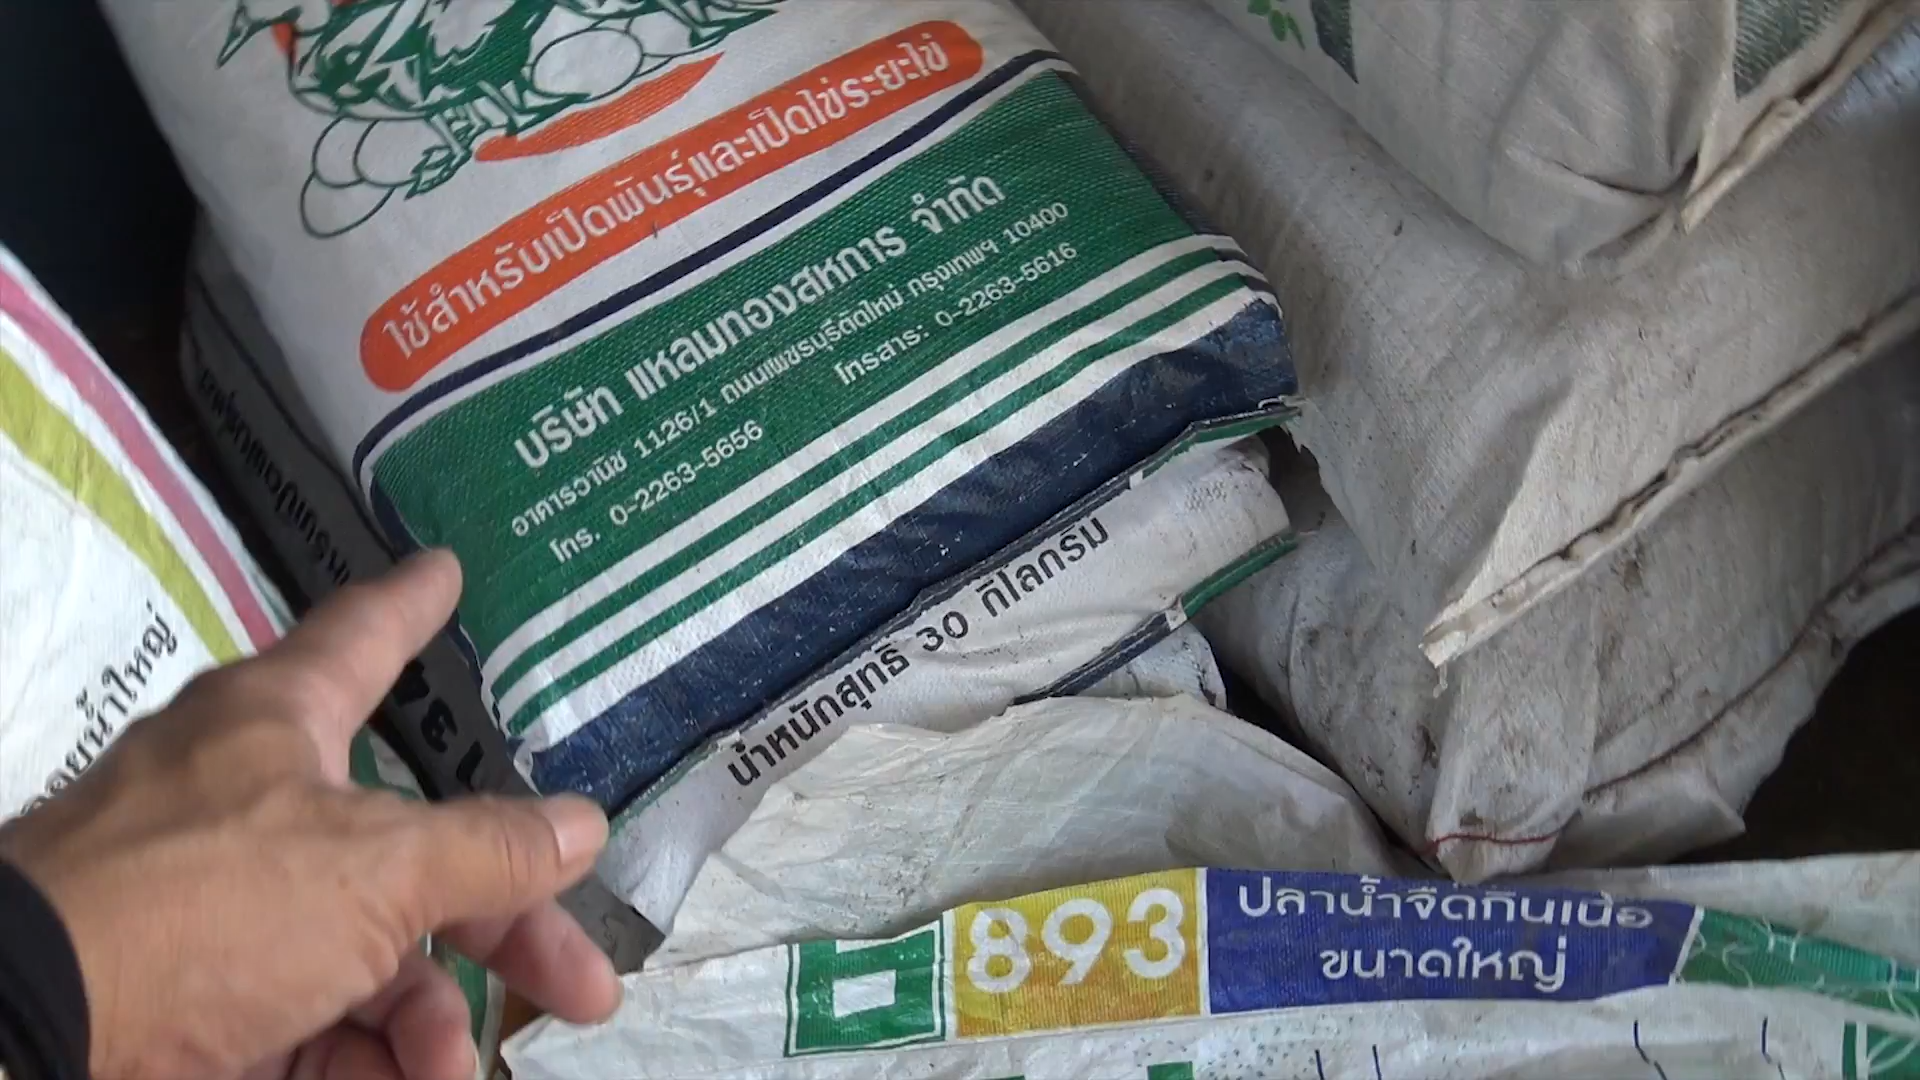 ใช้สำหรับเป็ดพันธุ์และเป็ดไข่ระยะไข่
บริษัท แหลมทองสหการ จำกัด
อาคารวานิช 1126/1 ถนนเพชรบุรีตัดใหม่ กรุงเทพฯ 10400
โทร. 0-2263-5656 โทรสาร: 0-2263-5616
น้ำหนักสุทธิ 30 กิโลกรัม
893
ปลาน้ำจืดกินเนื้อ
ขนาดใหญ่